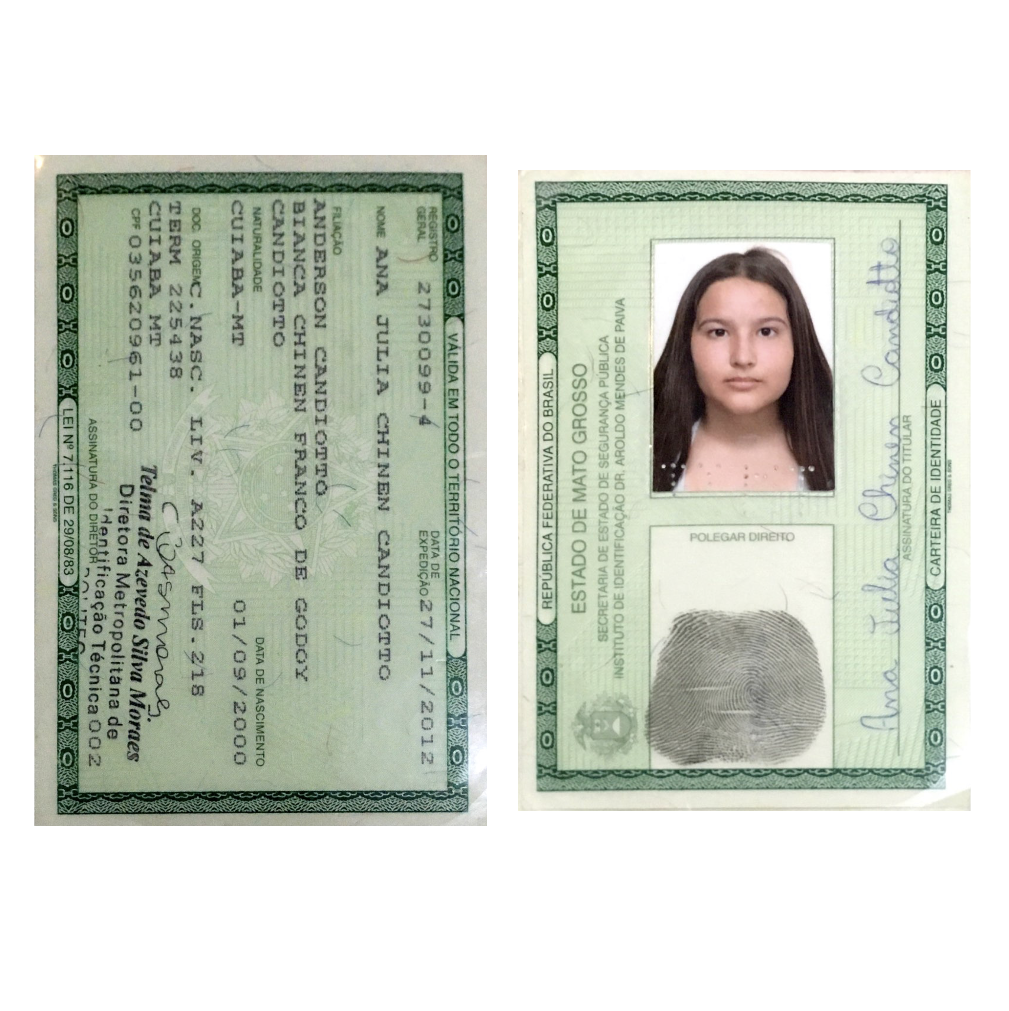 VÁLIDA EM TODO O TERRITÓRIO NACIONAL
REGISTRO GERAL 2730099-4 DATA DE EXPEDIÇÃO 27/11/2012
NOME ANA JULIA CHINEN CANDIOTTO
FILIAÇÃO
ANDERSON CANDIOTTO
BIANCA CHINEN FRANCO DE GODOY
CANDIOTTO
NATURALIDADE DATA DE NASCIMENTO
CUIABA-MT 01/09/2000
DOC. ORIGEM C.NASC. LIV. A227 FLS.218
TERM 225438
CUIABA MT
CPF 035620961-00
Telma de Azevedo Silva Moraes
Diretora Metropolitana de
Identificação Técnica 002
ASSINATURA DO DIRETOR
LEI Nº 7.116 DE 29/08/83
REPÚBLICA FEDERATIVA DO BRASIL
ESTADO DE MATO GROSSO
SECRETARIA DE ESTADO DE SEGURANÇA PÚBLICA
INSTITUTO DE IDENTIFICAÇÃO DR. AROLDO MENDES DE PAIVA
POLEGAR DIREITO
Ana Julia Chinen Candiotto
ASSINATURA DO TITULAR
CARTEIRA DE IDENTIDADE